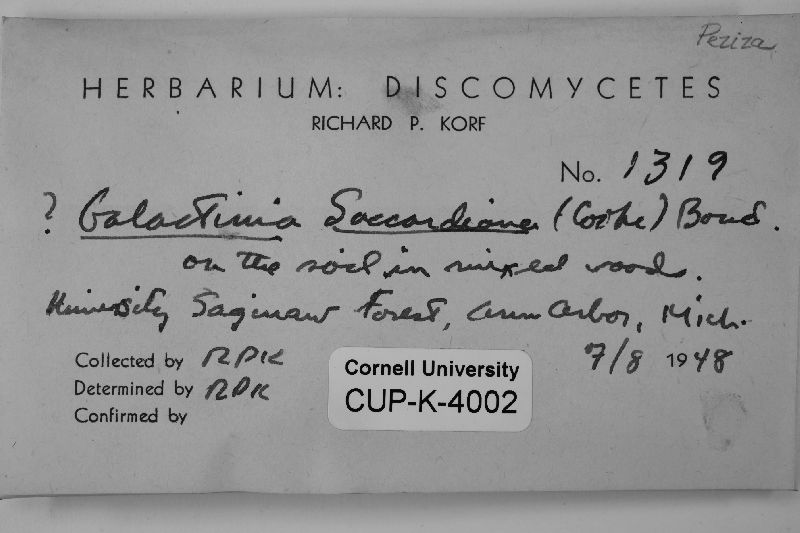 Peziza
HERBARIUM: DISCOMYCETES
RICHARD P. KORF
No. 1319
? Galactinia Saccardiana (Cooke) Boud.
on the soil in mixed woods.
University Saginaw Forest, Ann Arbor, Mich.
7/8 1948
Collected by RPK
Determined by RPK
Confirmed by
Cornell University
CUP-K-4002